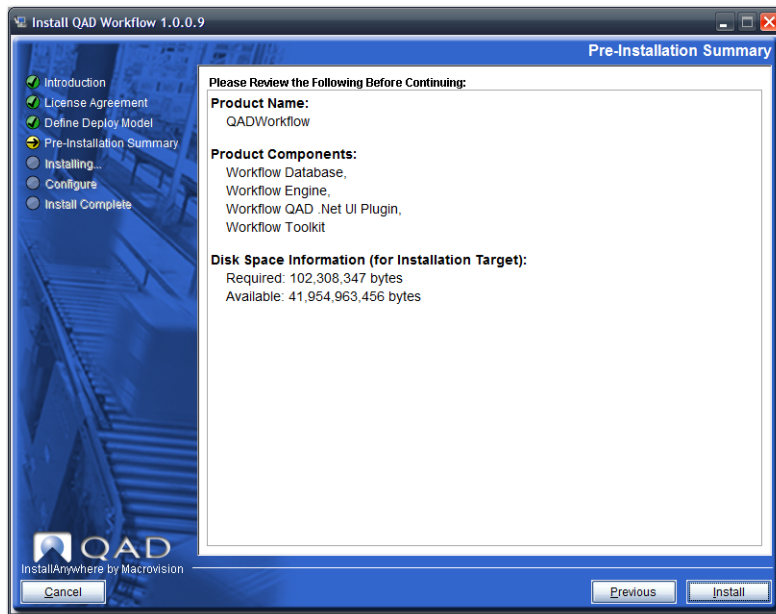 Install QAD Workflow 1.0.0.9
Pre-Installation Summary
Introduction
License Agreement
Define Deploy Model
Pre-Installation Summary
Installing...
Configure
Install Complete
Please Review the Following Before Continuing:
Product Name:
QADWorkflow
Product Components:
Workflow Database,
Workflow Engine,
Workflow QAD .Net UI Plugin,
Workflow Toolkit
Disk Space Information (for Installation Target):
Required: 102,308,347 bytes
Available: 41,954,963,456 bytes
QAD
InstallAnywhere by Macrovision
Cancel
Previous
Install